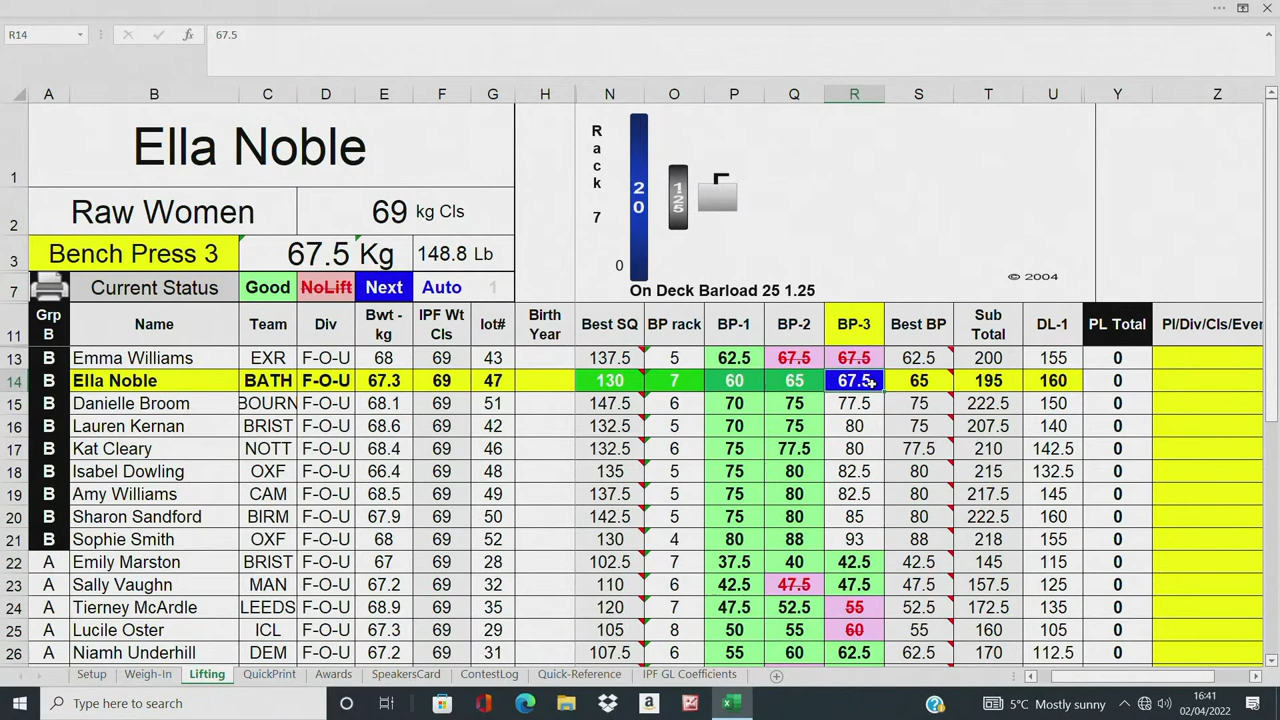 R14 fx 67.5
A B C D E F G H N O P Q R S T U Y Z
1 Ella Noble
Rack 7
20
1 25
0
2 Raw Women 69 kg Cls
3 Bench Press 3 67.5 Kg 148.8 Lb
© 2004
7 Current Status Good NoLift Next Auto 1
On Deck Barload 25 1.25
11 Grp B Name Team Div Bwt - kg IPF Wt Cls lot# Birth Year Best SQ BP rack BP-1 BP-2 BP-3 Best BP Sub Total DL-1 PL Total Pl/Div/Cls/Ever
13 B Emma Williams EXR F-O-U 68 69 43 137.5 5 62.5 67.5 67.5 62.5 200 155 0
14 B Ella Noble BATH F-O-U 67.3 69 47 130 7 60 65 67.5 65 195 160 0
15 B Danielle Broom BOURN F-O-U 68.1 69 51 147.5 6 70 75 77.5 75 222.5 150 0
16 B Lauren Kernan BRIST F-O-U 68.6 69 42 132.5 6 70 75 80 75 207.5 140 0
17 B Kat Cleary NOTT F-O-U 68.4 69 46 132.5 6 75 77.5 80 77.5 210 142.5 0
18 B Isabel Dowling OXF F-O-U 66.4 69 48 135 6 75 80 82.5 80 215 132.5 0
19 B Amy Williams CAM F-O-U 68.5 69 49 137.5 6 75 80 82.5 80 217.5 145 0
20 B Sharon Sandford BIRM F-O-U 67.9 69 50 142.5 6 75 80 85 80 222.5 160 0
21 B Sophie Smith OXF F-O-U 68 69 52 130 4 80 88 93 88 218 155 0
22 A Emily Marston BRIST F-O-U 67 69 28 102.5 7 37.5 40 42.5 42.5 145 115 0
23 A Sally Vaughn MAN F-O-U 67.2 69 32 110 6 42.5 47.5 47.5 47.5 157.5 125 0
24 A Tierney McArdle LEEDS F-O-U 68.9 69 35 120 7 47.5 52.5 55 52.5 172.5 135 0
25 A Lucile Oster ICL F-O-U 67.3 69 29 105 8 50 55 60 55 160 105 0
26 A Niamh Underhill DEM F-O-U 67.2 69 31 107.5 6 55 60 62.5 62.5 170 112.5 0
Setup Weigh-In Lifting QuickPrint Awards SpeakersCard ContestLog Quick-Reference IPF GL Coefficients
Type here to search 5°C Mostly sunny 16:41
02/04/2022